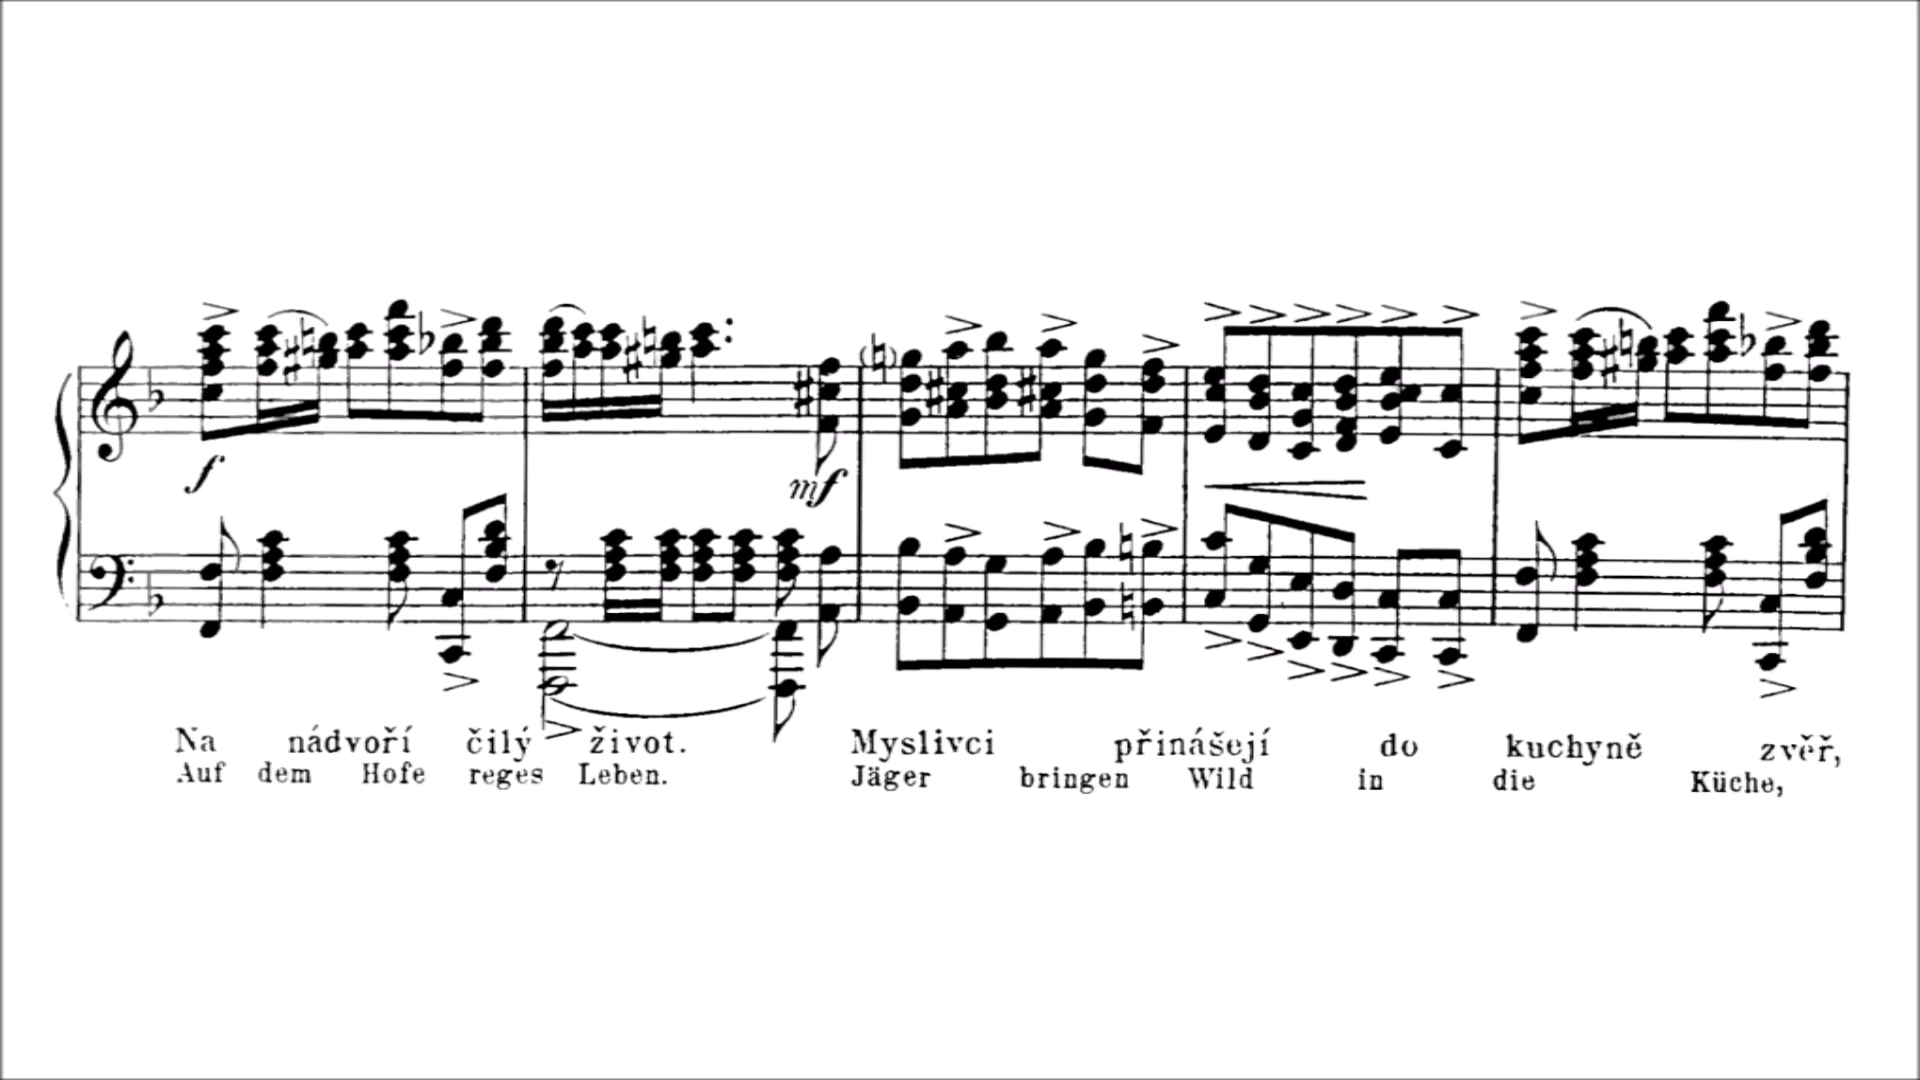 f
mf
Na nádvoří čilý život. Myslivci přinášejí do kuchyně zvěř,
Auf dem Hofe reges Leben. Jäger bringen Wild in die Küche,